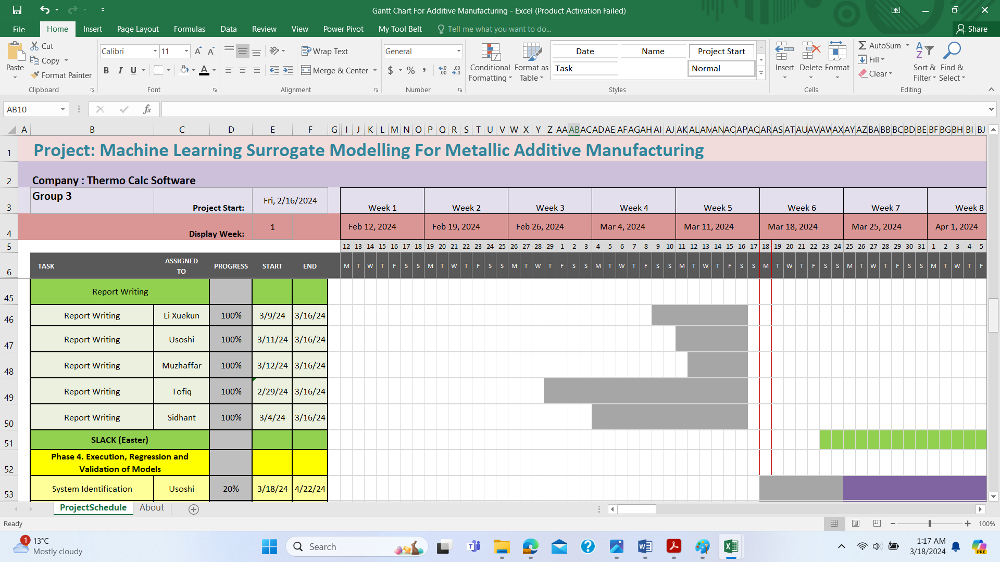 Gantt Chart For Additive Manufacturing - Excel (Product Activation Failed)
File Home Insert Page Layout Formulas Data Review View Power Pivot My Tool Belt Tell me what you want to do... Share
Paste Cut Copy Format Painter Clipboard
Calibri 11 B I U A Font
Wrap Text Merge & Center Alignment
General $ % , Number
Conditional Formatting Format as Table
Date Name Project Start Task Normal Styles
Insert Delete Format Cells
AutoSum Fill Clear Sort & Filter Find & Select Editing
AB10 fx
A B C D E F G I J K L M N O P Q R S T U V W X Y Z AA AB AC AD AE AF AG AH AI AJ AK AL AM AN AO AP AQ AR AS AT AU AV AW AX AY AZ BA BB BC BD BE BF BG BH BI BJ
1 Project: Machine Learning Surrogate Modelling For Metallic Additive Manufacturing
2 Company : Thermo Calc Software
3 Group 3 Project Start: Fri, 2/16/2024 Week 1 Week 2 Week 3 Week 4 Week 5 Week 6 Week 7 Week 8
4 Display Week: 1 Feb 12, 2024 Feb 19, 2024 Feb 26, 2024 Mar 4, 2024 Mar 11, 2024 Mar 18, 2024 Mar 25, 2024 Apr 1, 2024
5 12 13 14 15 16 17 18 19 20 21 22 23 24 25 26 27 28 29 1 2 3 4 5 6 7 8 9 10 11 12 13 14 15 16 17 18 19 20 21 22 23 24 25 26 27 28 29 30 31 1 2 3 4 5
6 TASK ASSIGNED TO PROGRESS START END M T W T F S S M T W T F S S M T W T F S S M T W T F S S M T W T F S S M T W T F S S M T W T F S S M T W T F
45 Report Writing
46 Report Writing Li Xuekun 100% 3/9/24 3/16/24
47 Report Writing Usoshi 100% 3/11/24 3/16/24
48 Report Writing Muzhaffar 100% 3/12/24 3/16/24
49 Report Writing Tofiq 100% 2/29/24 3/16/24
50 Report Writing Sidhant 100% 3/4/24 3/16/24
51 SLACK (Easter)
52 Phase 4. Execution, Regression and
Validation of Models
53 System Identification Usoshi 20% 3/18/24 4/22/24
ProjectSchedule About
Ready 100%
1 13°C
Mostly cloudy
Search
1:17 AM
3/18/2024
PRE